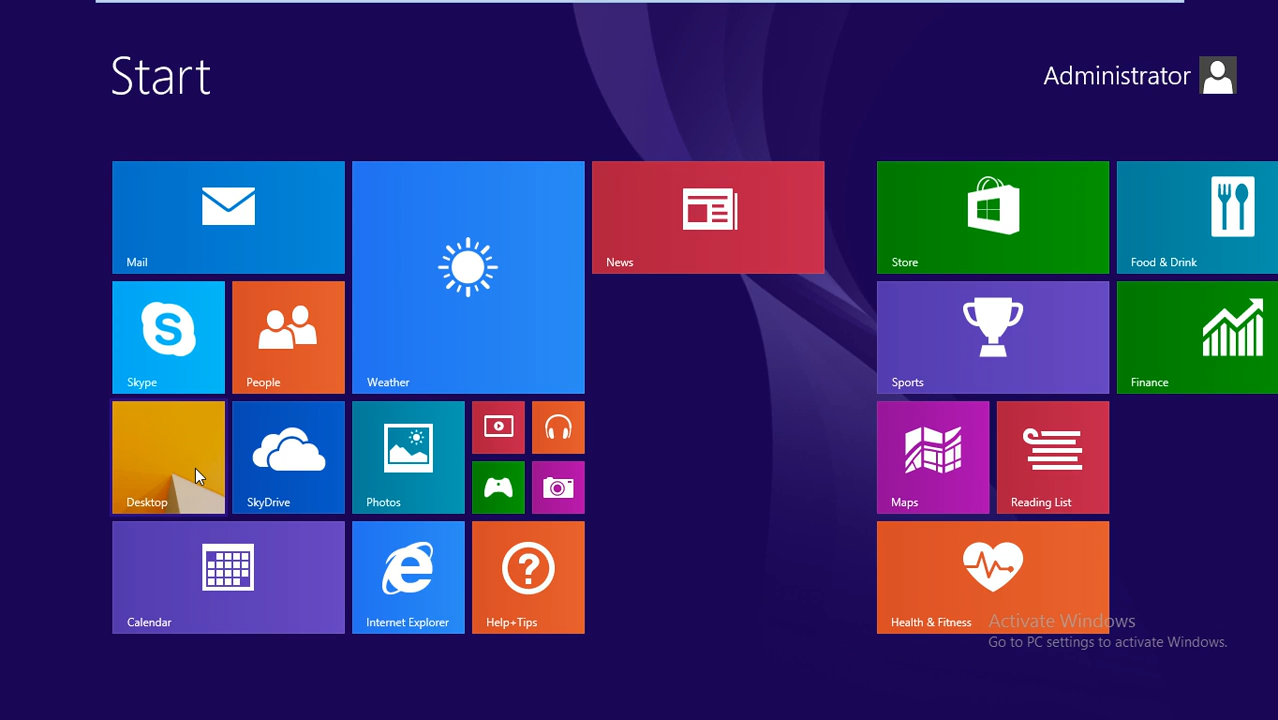 Start
Administrator
Mail
News
Store
Food & Drink
Skype
People
Weather
Sports
Finance
Desktop
SkyDrive
Photos
Maps
Reading List
Calendar
Internet Explorer
Help+Tips
Health & Fitness
Activate Windows
Go to PC settings to activate Windows.